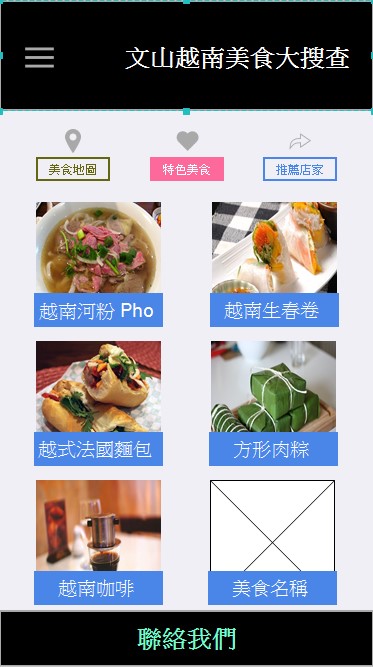 文山越南美食大搜查
美食地圖
特色美食
推薦店家
越南河粉 Pho
越南生春卷
越式法國麵包
方形肉粽
越南咖啡
美食名稱
聯絡我們